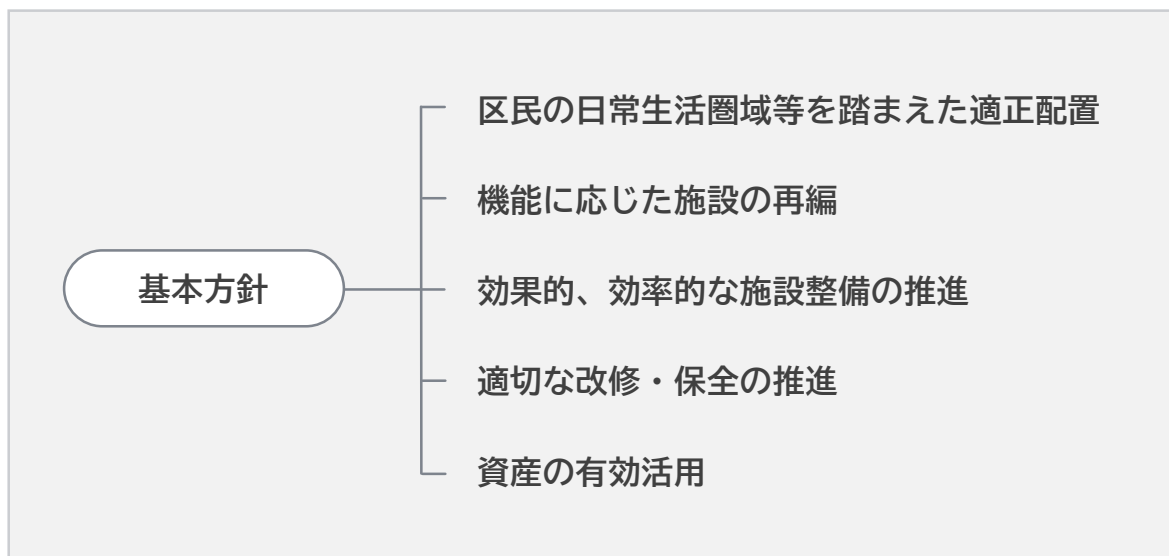 区民の日常生活圏域等を踏まえた適正配置
機能に応じた施設の再編
基本方針
効果的、効率的な施設整備の推進
適切な改修・保全の推進
資産の有効活用